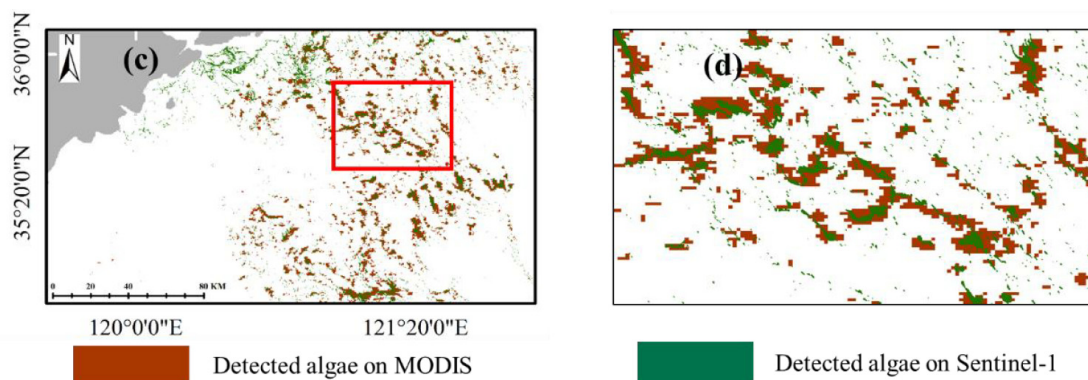 36°0'0"N
35°20'0"N
N
(c)
(d)
0 20 40 80 KM
120°0'0"E
121°20'0"E
Detected algae on MODIS
Detected algae on Sentinel-1